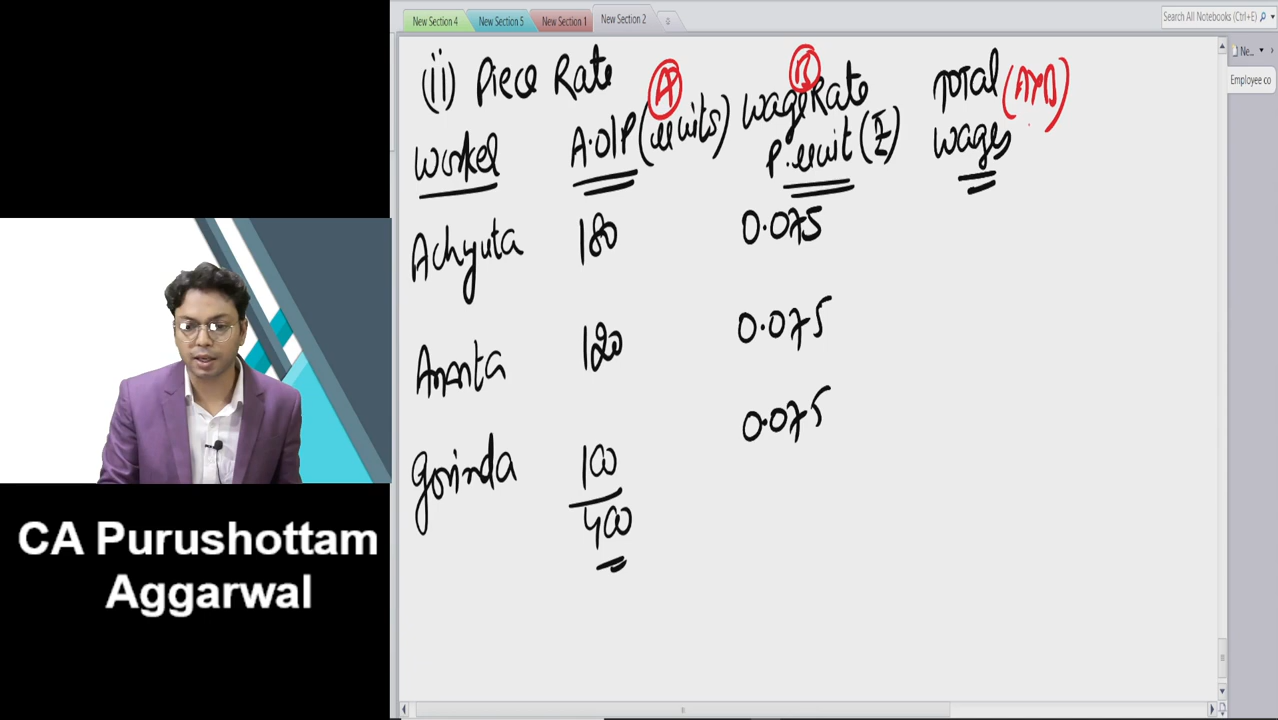 New Section 4 New Section 5 New Section 1 New Section 2
Search All Notebooks (Ctrl+E)
Ne...
Employee co
(ii) Piece Rate
Worker A.O/P (units) (A) Wage Rate P. unit (₹) (B) Total Wages (A×B)
Achyuta 180 0.075
Ananta 120 0.075
Govinda 100 0.075
400
CA Purushottam
Aggarwal